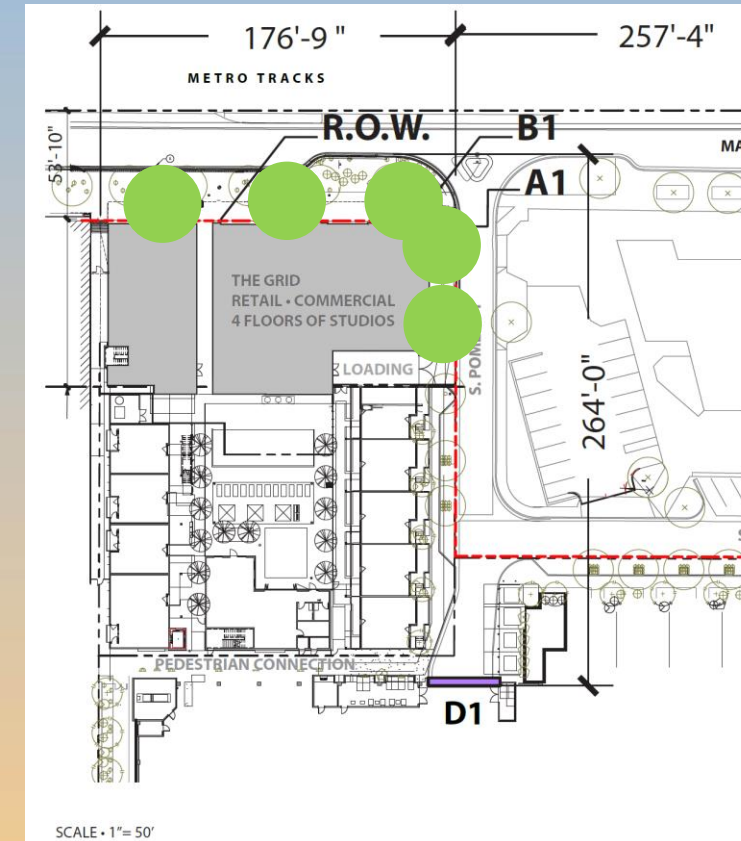 176'-9 "
257'-4"
METRO TRACKS
53'-10"
R.O.W.
B1
MA
A1
THE GRID
RETAIL • COMMERCIAL
4 FLOORS OF STUDIOS
LOADING
264'-0"
PEDESTRIAN CONNECTION
D1
SCALE • 1"= 50'